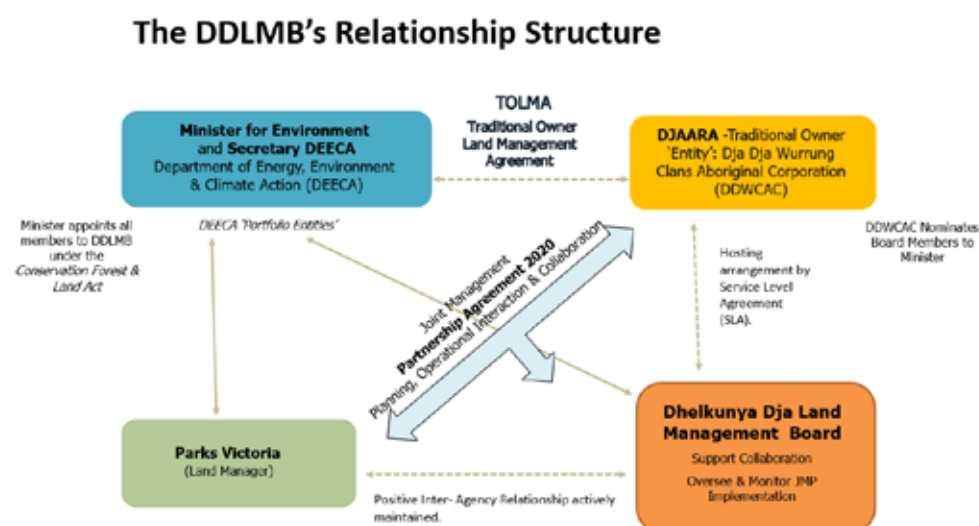 The DDLMB's Relationship Structure
TOLMA
Traditional Owner
Land Management
Agreement
Minister for Environment
and Secretary DEECA
Department of Energy, Environment
& Climate Action (DEECA)
DJAARA -Traditional Owner
'Entity': Dja Dja Wurrung
Clans Aboriginal Corporation
(DDWCAC)
Minister appoints all
members to DDLMB
under the
Conservation Forest &
Land Act
DEECA 'Portfolio Entities'
DDWCAC Nominates
Board Members to
Minister
Hosting
arrangement by
Service Level
Agreement
(SLA).
Joint Management
Partnership Agreement 2020
Planning, Operational Interaction & Collaboration
Parks Victoria
(Land Manager)
Dhelkunya Dja Land
Management Board
Support Collaboration
Oversee & Monitor JMP
Implementation
Positive Inter- Agency Relationship actively
maintained.